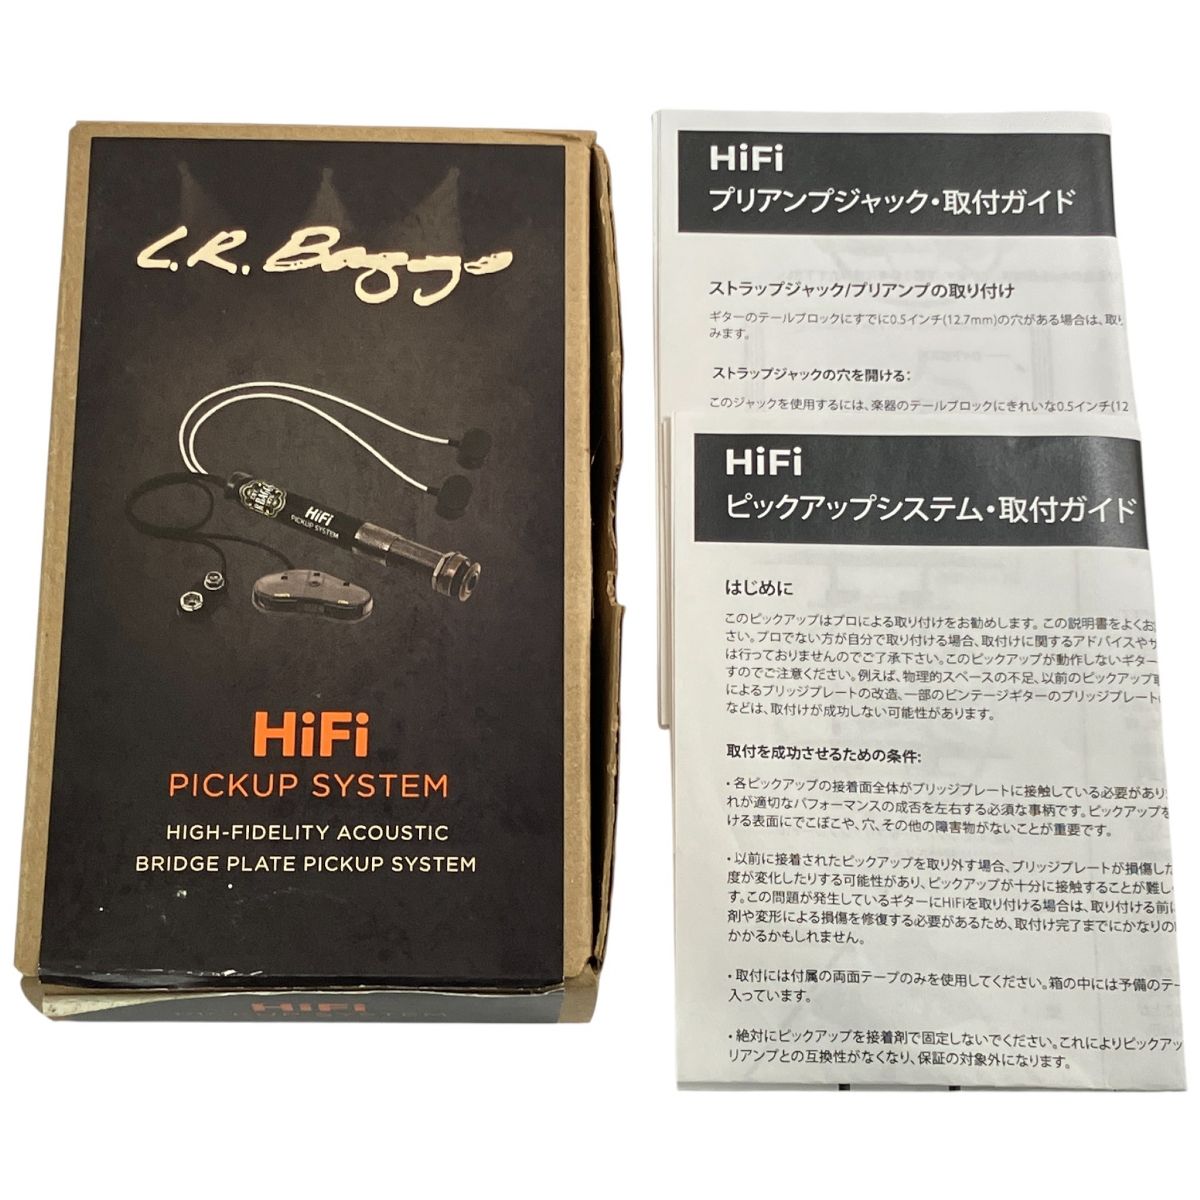 L.R. Baggs
HiFi
PICKUP SYSTEM
HiFi
PICKUP SYSTEM
HIGH-FIDELITY ACOUSTIC
BRIDGE PLATE PICKUP SYSTEM
HiFi
HiFi
プリアンプジャック・取付ガイド
ストラップジャック/プリアンプの取り付け
ギターのテールブロックにすでに0.5インチ(12.7mm)の穴がある場合は、取り
みます。
ストラップジャックの穴を開ける：
このジャックを使用するには、楽器のテールブロックにきれいな0.5インチ(12
HiFi
ピックアップシステム・取付ガイド
はじめに
このピックアップはプロによる取り付けをお勧めします。この説明書をよくお
さい。プロでない方が自分で取り付ける場合、取付けに関するアドバイスやサ
は行っておりませんのでご了承下さい。このピックアップが動作しないギター
すのでご注意ください。例えば、物理的スペースの不足、以前のピックアップ取
によるブリッジプレートの改造、一部のビンテージギターのブリッジプレート
などは、取付けが成功しない可能性があります。
取付を成功させるための条件:
・各ピックアップの接着面全体がブリッジプレートに接触している必要があり
れが適切なパフォーマンスの成否を左右する必須な事柄です。ピックアップを
ける表面にでこぼこや、穴、その他の障害物がないことが重要です。
・以前に接着されたピックアップを取り外す場合、ブリッジプレートが損傷した
度が変化したりする可能性があり、ピックアップが十分に接触することが難し
す。この問題が発生しているギターにHiFiを取り付ける場合は、取り付ける前に
剤や変形による損傷を修復する必要があるため、取付け完了までにかなりの
かかるかもしれません。
・取付には付属の両面テープのみを使用してください。箱の中には予備のテー
入っています。
・絶対にピックアップを接着剤で固定しないでください。これによりピックアッ
リアンプとの互換性がなくなり、保証の対象外になります。